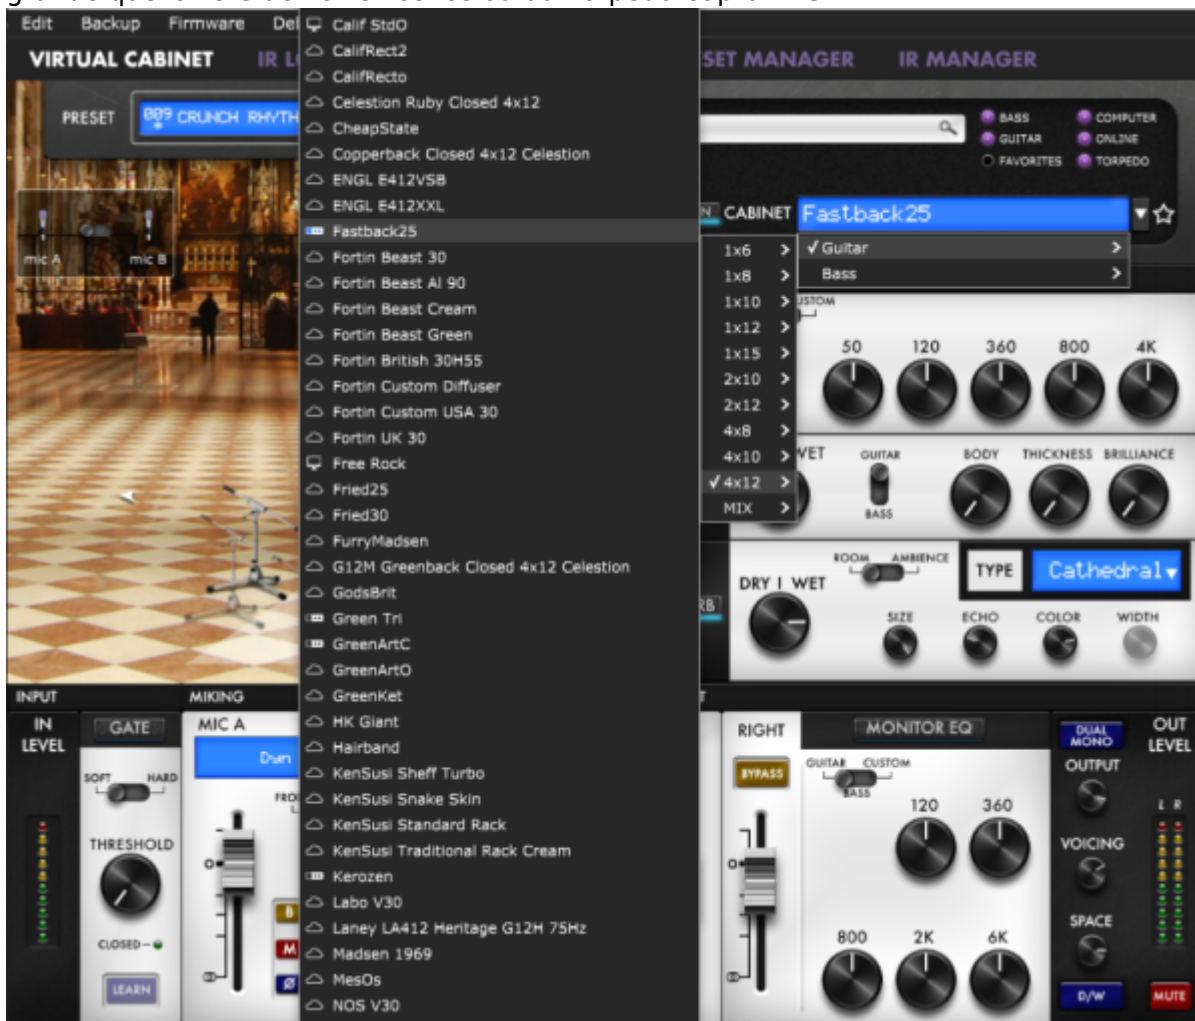 Edit Backup Firmware
VIRTUAL CABINET
SET MANAGER IR MANAGER
PRESET
009 CRUNCH RHYTH
mic A mic B
Calif StdO
CalifRect2
CalifRecto
Celestion Ruby Closed 4x12
CheapState
Copperback Closed 4x12 Celestion
ENGL E412VSB
ENGL E412XXL
Fastback25
Fortin Beast 30
Fortin Beast Al 90
Fortin Beast Cream
Fortin Beast Green
Fortin British 30H55
Fortin Custom Diffuser
Fortin Custom USA 30
Fortin UK 30
Free Rock
Fried25
Fried30
FurryMadsen
G12M Greenback Closed 4x12 Celestion
GodsBrit
Green Tri
GreenArtC
GreenArtO
GreenKet
HK Giant
Hairband
KenSusi Sheff Turbo
KenSusi Snake Skin
KenSusi Standard Rack
KenSusi Traditional Rack Cream
Kerozen
Labo V30
Laney LA412 Heritage G12H 75Hz
Madsen 1969
MesOs
NOS V30
BASS COMPUTER
GUITAR ONLINE
FAVORITES TORPEDO
CABINET Fastback25
Guitar
Bass
1x6
1x8
1x10
1x12
1x15
2x10
2x12
4x8
4x10
4x12
MIX
50 120 360 800 4K
GUITAR
BASS
BODY THICKNESS BRILLIANCE
DRY | WET
ROOM AMBIENCE
TYPE Cathedral
SIZE ECHO COLOR WIDTH
INPUT MIKING
IN LEVEL
GATE
SOFT HARD
THRESHOLD
CLOSED
LEARN
MIC A
Dyn
RIGHT
BYPASS
MONITOR EQ
GUITAR CUSTOM
BASS
120 360
800 2K 6K
DUAL MONO
OUTPUT
VOICING
SPACE
D/W
OUT LEVEL
L R
MUTE